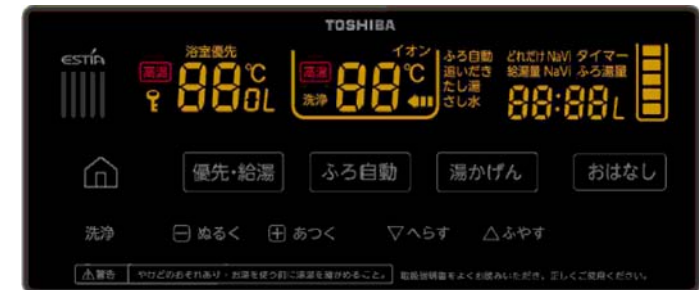 TOSHIBA
ESTÍA
浴室優先
高温 88℃ 0L
高温 88℃
イオン
洗浄
ふろ自動
追いだき
たし湯
さし水
どれだけNaVi タイマー
給湯量NaVi ふろ湯量
88:88L
優先・給湯 ふろ自動 湯かげん おはなし
洗浄 ⊟ ぬるく ⊞ あつく ▽へらす △ふやす
⚠警告 やけどのおそれあり・お湯を使う前に湯温を確かめること。 取扱説明書をよくお読みいただき、正しくご使用ください。